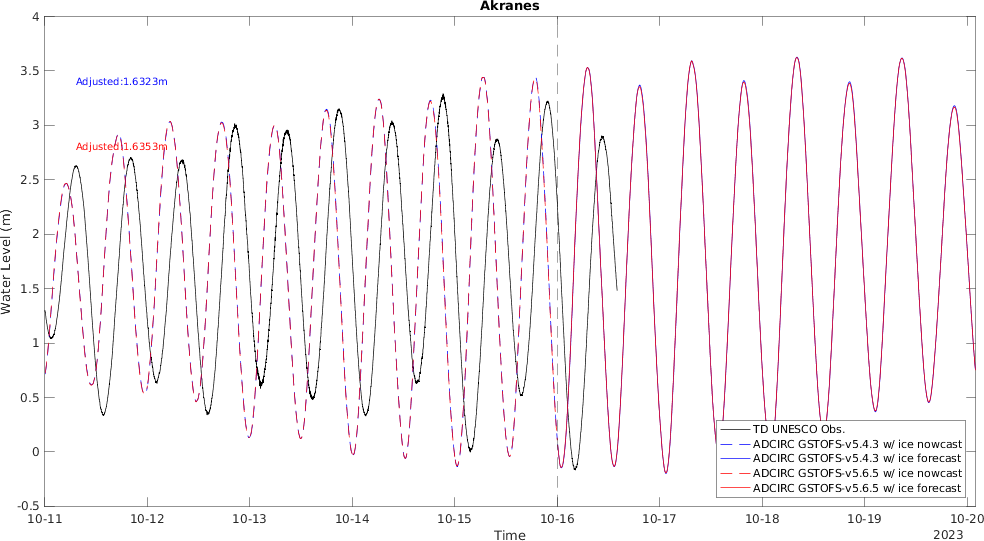 Akranes
4
3.5
3
2.5
2
1.5
1
0.5
0
-0.5
Water Level (m)
Adjusted:1.6323m
Adjusted:1.6353m
TD UNESCO Obs.
ADCIRC GSTOFS-v5.4.3 w/ ice nowcast
ADCIRC GSTOFS-v5.4.3 w/ ice forecast
ADCIRC GSTOFS-v5.6.5 w/ ice nowcast
ADCIRC GSTOFS-v5.6.5 w/ ice forecast
10-11 10-12 10-13 10-14 10-15 10-16 10-17 10-18 10-19 10-20
Time
2023